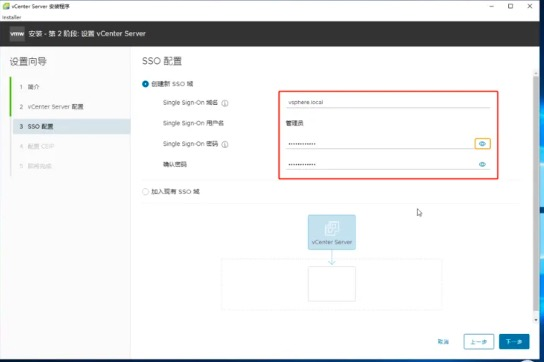 vCenter Server 安装程序
Installer
vmw 安装 - 第 2 阶段: 设置 vCenter Server
设置向导
1 简介
2 vCenter Server 配置
3 SSO 配置
4 配置 CEIP
5 即将完成
SSO 配置
创建新 SSO 域
Single Sign-On 域名
vsphere.local
Single Sign-On 用户名
管理员
Single Sign-On 密码
确认密码
加入现有 SSO 域
vCenter Server
取消
上一步
下一步